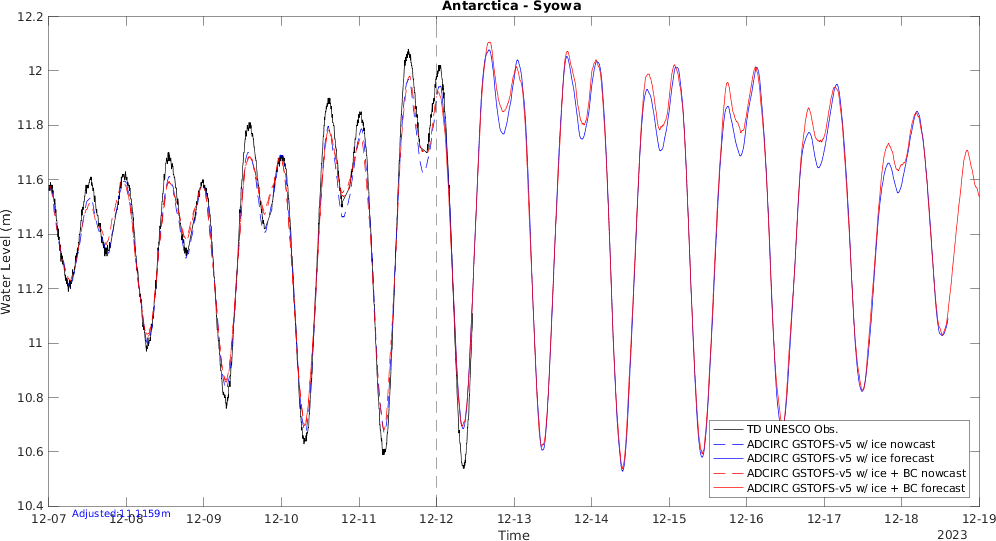 Antarctica - Syowa
12.2
12
11.8
11.6
11.4
11.2
11
10.8
10.6
10.4
Water Level (m)
TD UNESCO Obs.
ADCIRC GSTOFS-v5 w/ ice nowcast
ADCIRC GSTOFS-v5 w/ ice forecast
ADCIRC GSTOFS-v5 w/ ice + BC nowcast
ADCIRC GSTOFS-v5 w/ ice + BC forecast
Adjusted:11.1159m
12-07 12-08 12-09 12-10 12-11 12-12 12-13 12-14 12-15 12-16 12-17 12-18 12-19
Time
2023